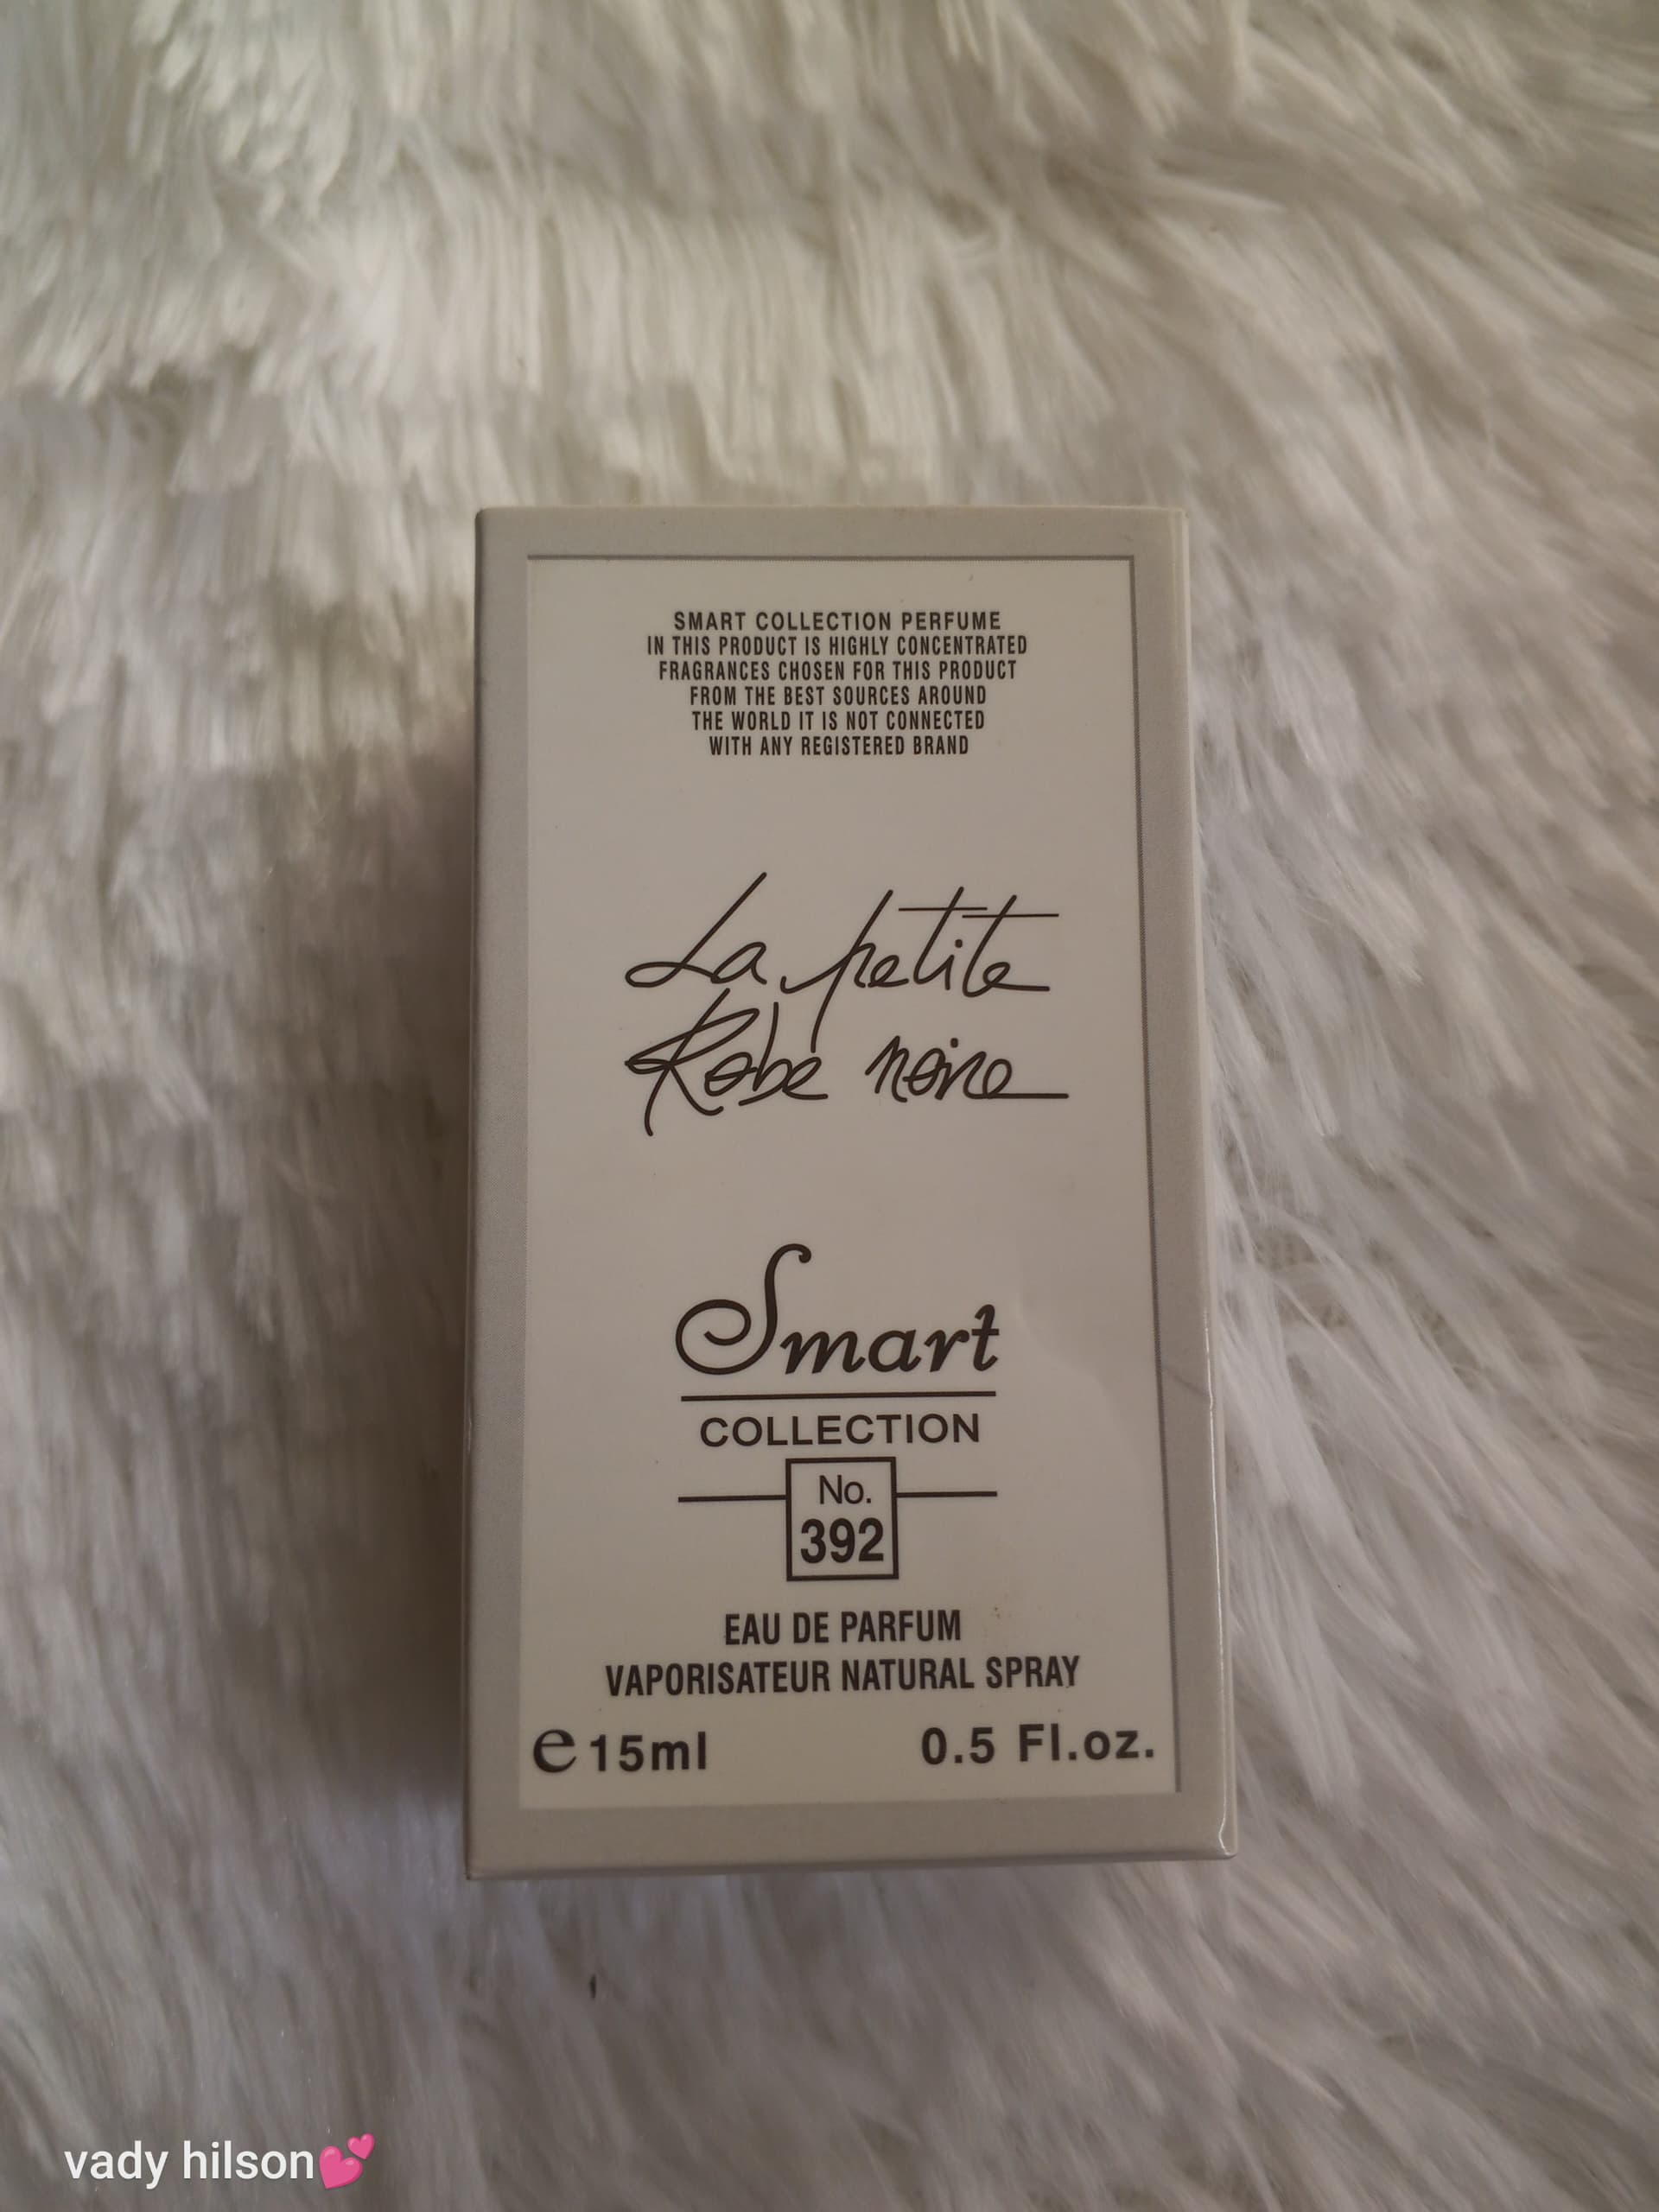 SMART COLLECTION PERFUME
IN THIS PRODUCT IS HIGHLY CONCENTRATED
FRAGRANCES CHOSEN FOR THIS PRODUCT
FROM THE BEST SOURCES AROUND
THE WORLD IT IS NOT CONNECTED
WITH ANY REGISTERED BRAND
La petite
Robe noire
Smart
COLLECTION
No.
392
EAU DE PARFUM
VAPORISATEUR NATURAL SPRAY
e 15ml 0.5 Fl.oz.
vady hilson💕